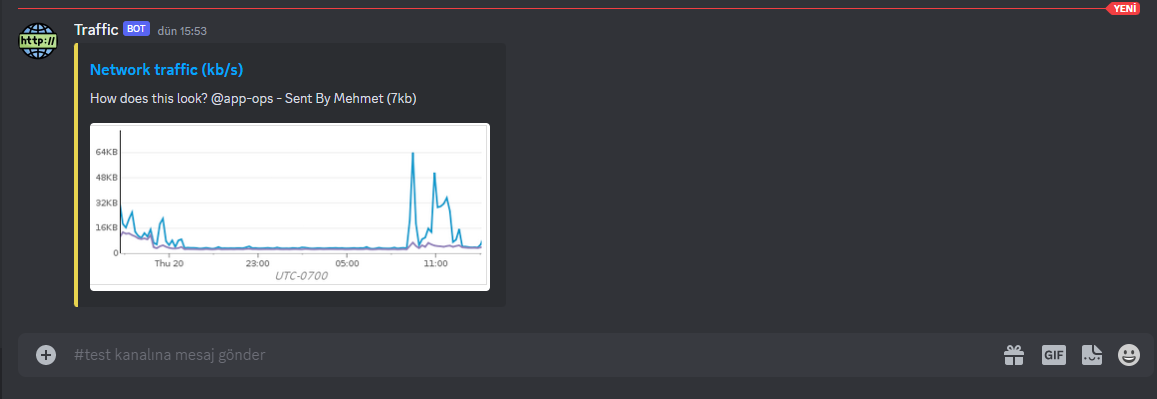 YENİ
http://
Traffic BOT dün 15:53
Network traffic (kb/s)
How does this look? @app-ops - Sent By Mehmet (7kb)
64KB
48KB
32KB
16KB
0
Thu 20 23:00 05:00 11:00
UTC-0700
#test kanalına mesaj gönder
GIF